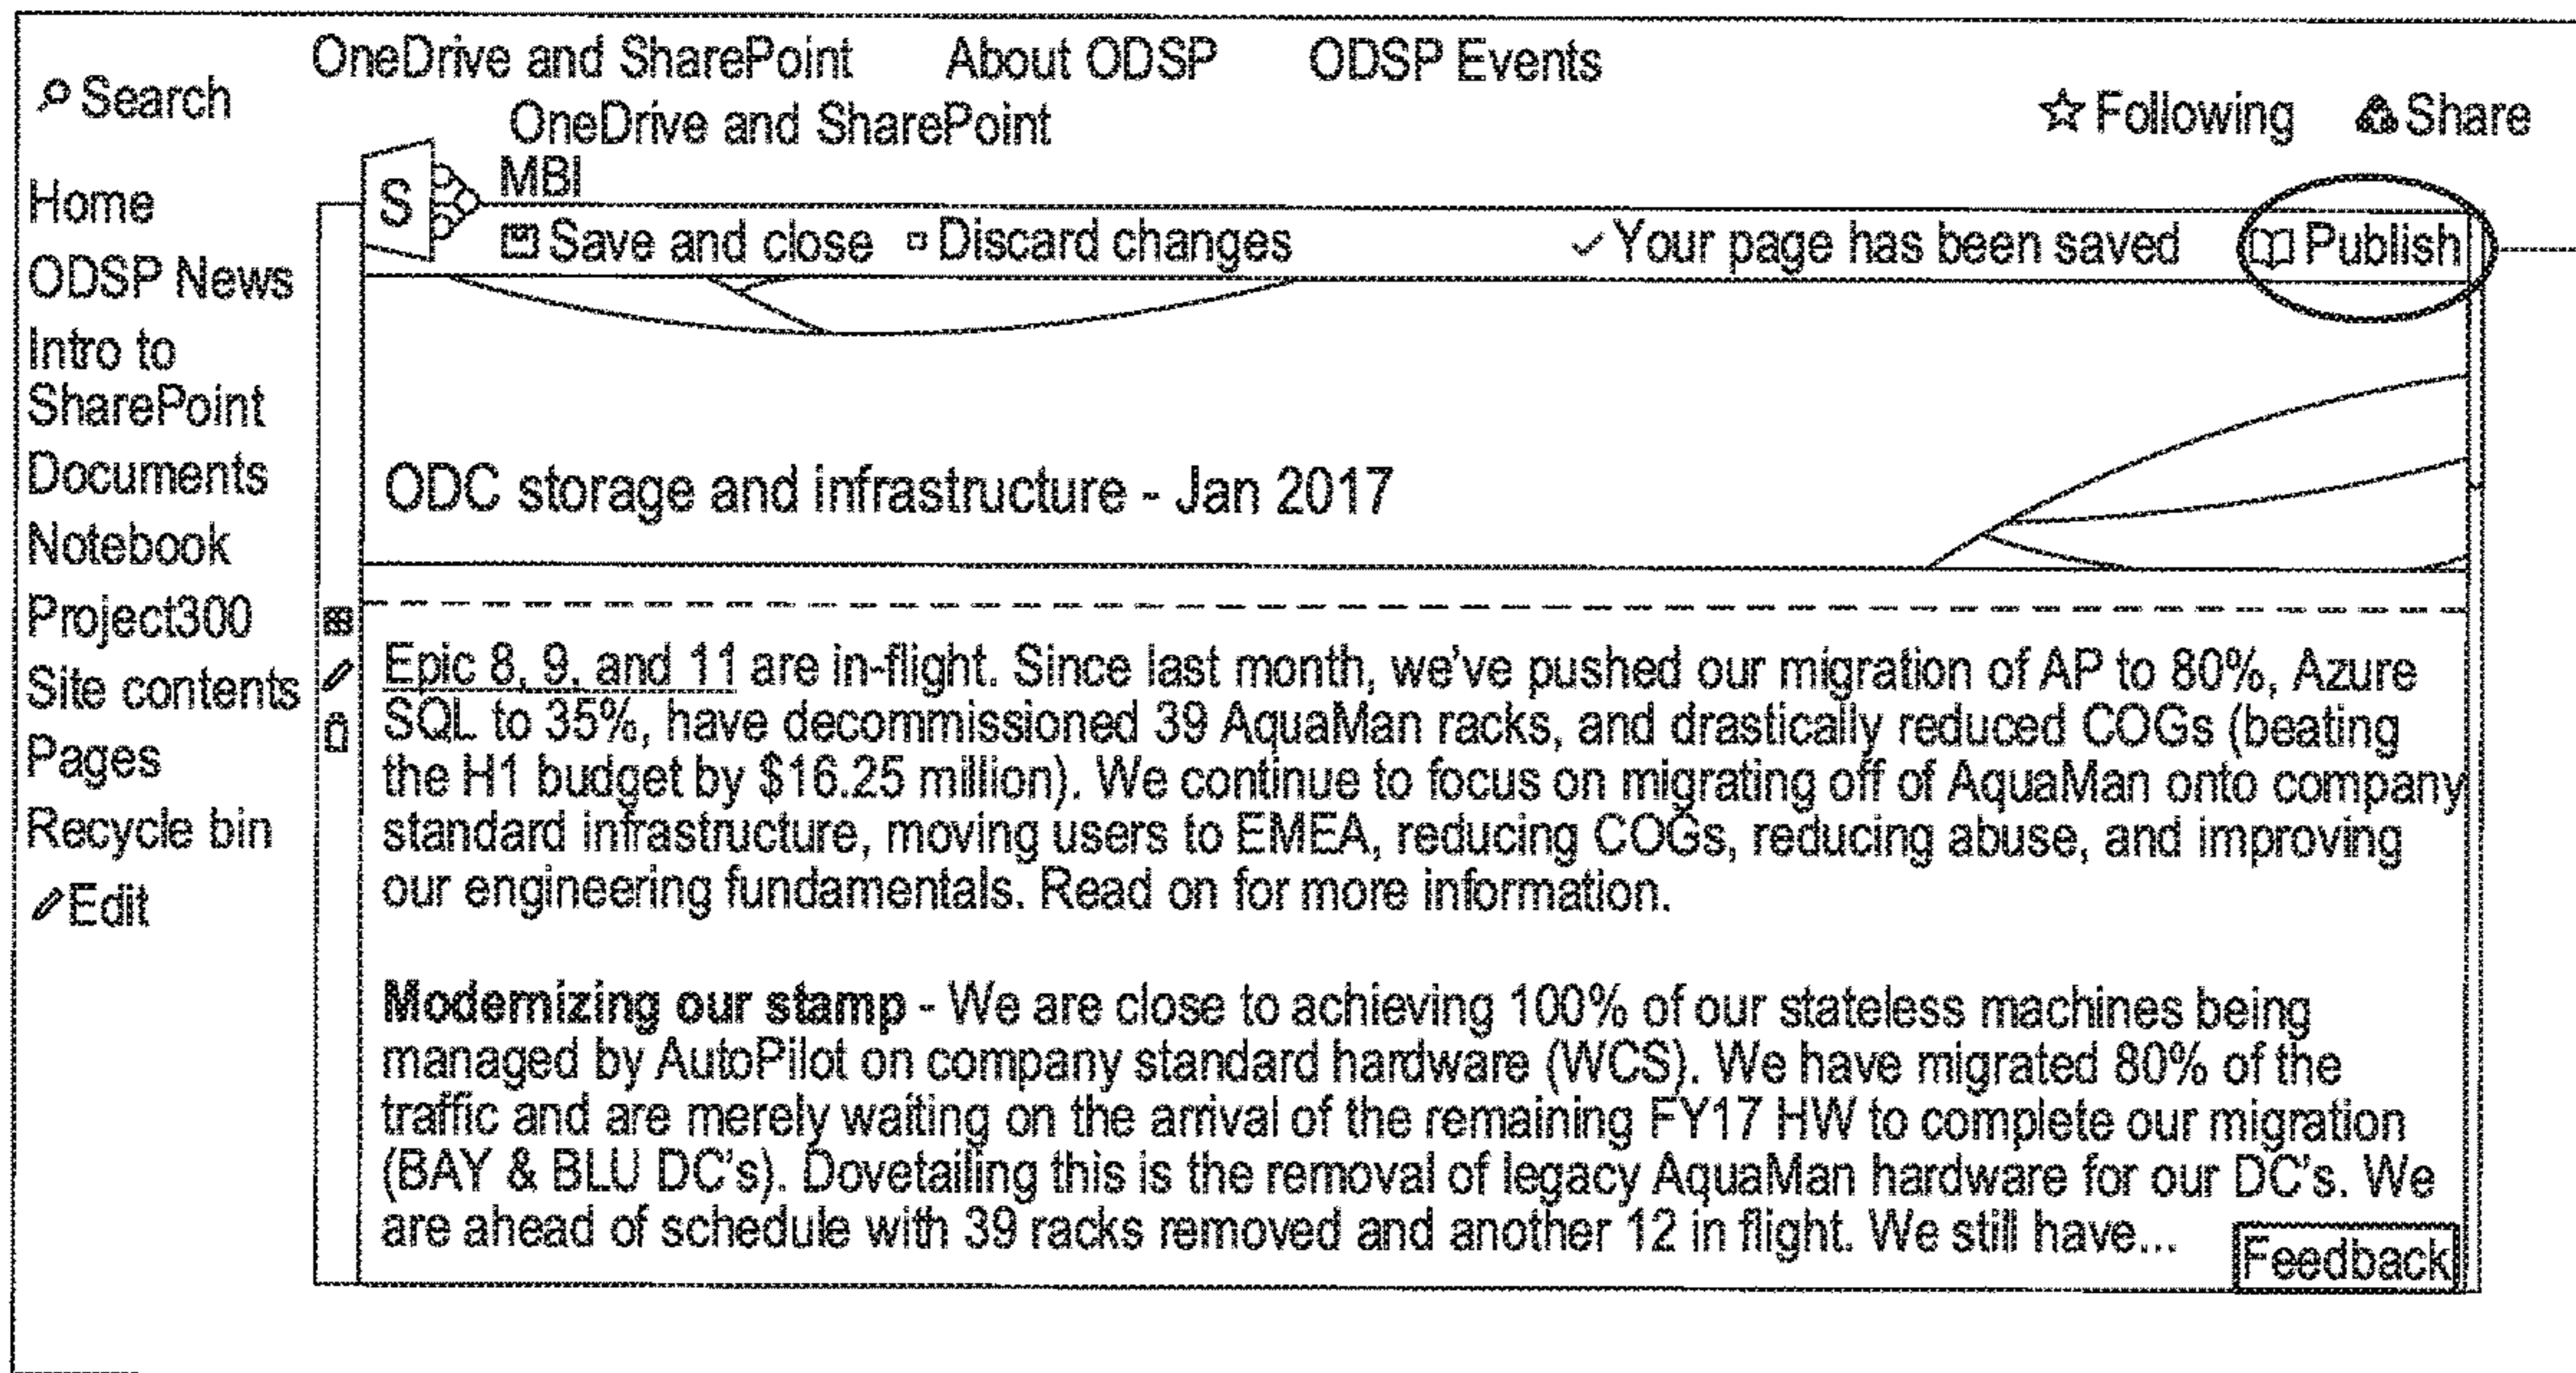 OneDrive and SharePoint About ODSP ODSP Events
Search
OneDrive and SharePoint
Following Share
MBI
S
Home
ODSP News
Intro to
SharePoint
Documents
Notebook
Project300
Site contents
Pages
Recycle bin
Edit
Save and close Discard changes Your page has been saved Publish
ODC storage and infrastructure - Jan 2017
Epic 8, 9, and 11 are in-flight. Since last month, we've pushed our migration of AP to 80%, Azure
SQL to 35%, have decommissioned 39 AquaMan racks, and drastically reduced COGs (beating
the H1 budget by $16.25 million). We continue to focus on migrating off of AquaMan onto company
standard infrastructure, moving users to EMEA, reducing COGs, reducing abuse, and improving
our engineering fundamentals. Read on for more information.
Modernizing our stamp - We are close to achieving 100% of our stateless machines being
managed by AutoPilot on company standard hardware (WCS). We have migrated 80% of the
traffic and are merely waiting on the arrival of the remaining FY17 HW to complete our migration
(BAY & BLU DC's). Dovetailing this is the removal of legacy AquaMan hardware for our DC's. We
are ahead of schedule with 39 racks removed and another 12 in flight. We still have...
Feedback